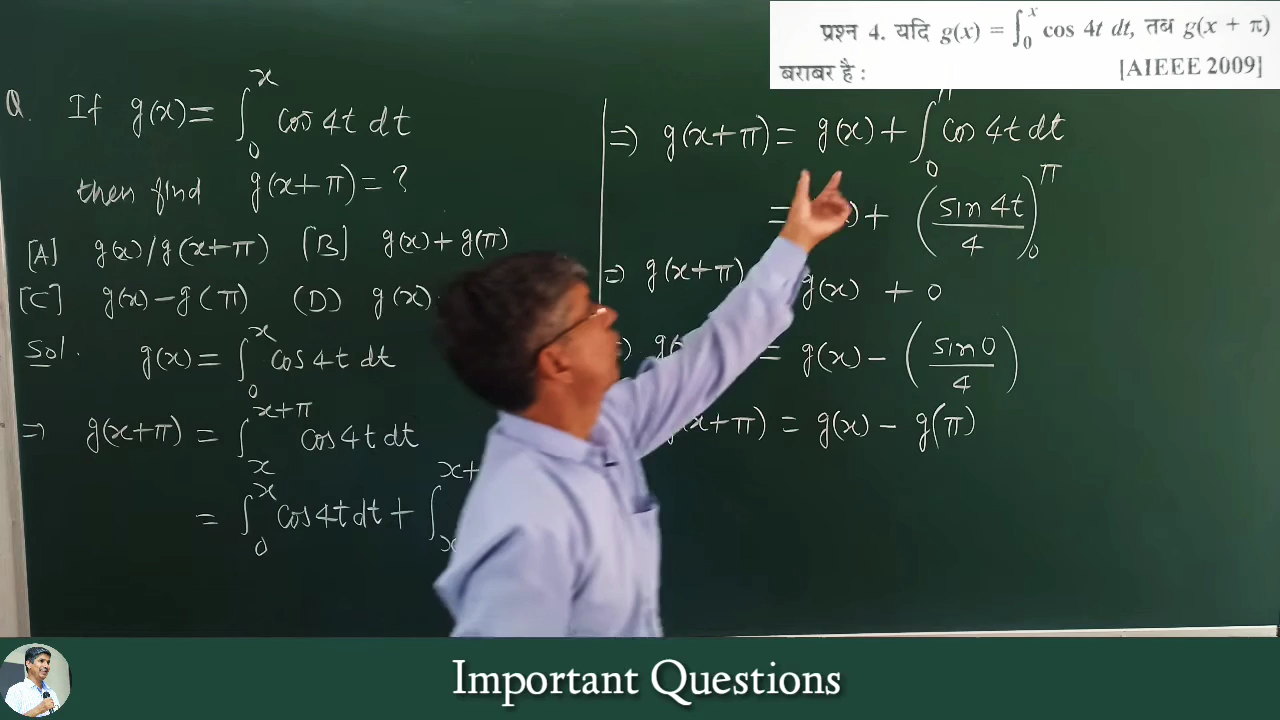 प्रश्न 4. यदि g(x) = ∫₀ˣ cos 4t dt, तब g(x + π)
बराबर है :
[AIEEE 2009]
Q. If g(x) = ∫₀ˣ cos 4t dt
then find g(x+π) = ?
[A] g(x)/g(x+π) [B] g(x) + g(π)
[C] g(x) − g(π) (D) g(x).
Sol. g(x) = ∫₀ˣ cos 4t dt
⇒ g(x+π) = ∫ₓ^(x+π) cos 4t dt
= ∫₀ˣ cos 4t dt + ∫ₓ^(x+
⇒ g(x+π) = g(x) + ∫₀^π cos 4t dt
= + (sin 4t / 4)₀^π
⇒ g(x+π) g(x) + 0
= g(x) − (sin 0 / 4)
g(x+π) = g(x) − g(π)
Important Questions